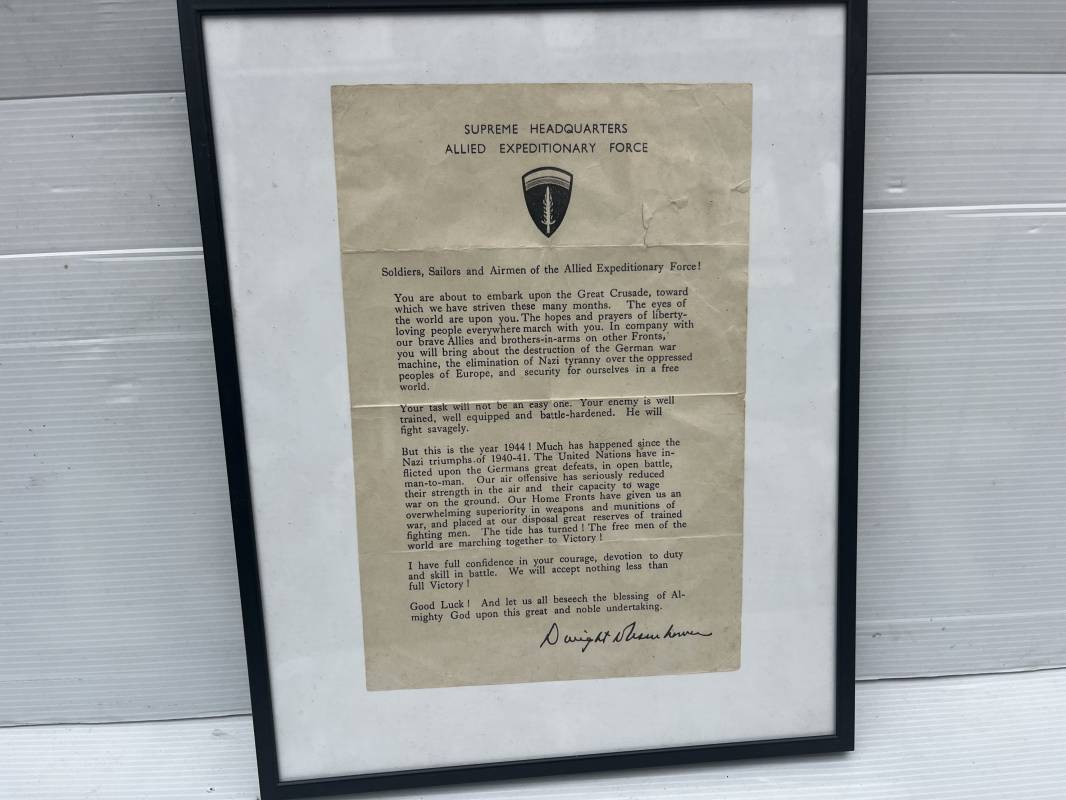 SUPREME HEADQUARTERS
ALLIED EXPEDITIONARY FORCE
Soldiers, Sailors and Airmen of the Allied Expeditionary Force!
You are about to embark upon the Great Crusade, toward
which we have striven these many months. The eyes of
the world are upon you. The hopes and prayers of liberty-
loving people everywhere march with you. In company with
our brave Allies and brothers-in-arms on other Fronts,
you will bring about the destruction of the German war
machine, the elimination of Nazi tyranny over the oppressed
peoples of Europe, and security for ourselves in a free
world.
Your task will not be an easy one. Your enemy is well
trained, well equipped and battle-hardened. He will
fight savagely.
But this is the year 1944! Much has happened since the
Nazi triumphs of 1940-41. The United Nations have in-
flicted upon the Germans great defeats, in open battle,
man-to-man. Our air offensive has seriously reduced
their strength in the air and their capacity to wage
war on the ground. Our Home Fronts have given us an
overwhelming superiority in weapons and munitions of
war, and placed at our disposal great reserves of trained
fighting men. The tide has turned! The free men of the
world are marching together to Victory!
I have full confidence in your courage, devotion to duty
and skill in battle. We will accept nothing less than
full Victory!
Good Luck! And let us all beseech the blessing of Al-
mighty God upon this great and noble undertaking.
Dwight D Eisenhower